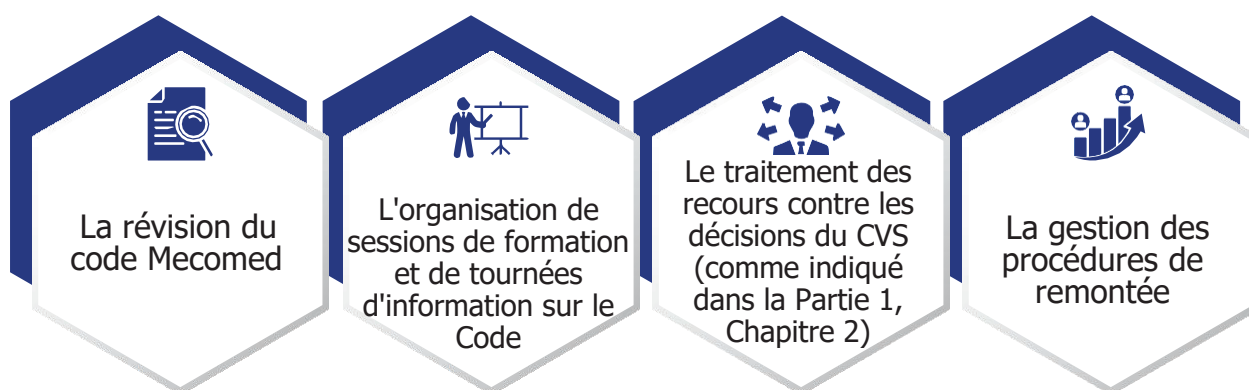 La révision du
code Mecomed
L'organisation de
sessions de formation
et de tournées
d'information sur le
Code
Le traitement des
recours contre les
décisions du CVS
(comme indiqué
dans la Partie 1,
Chapitre 2)
La gestion des
procédures de
remontée